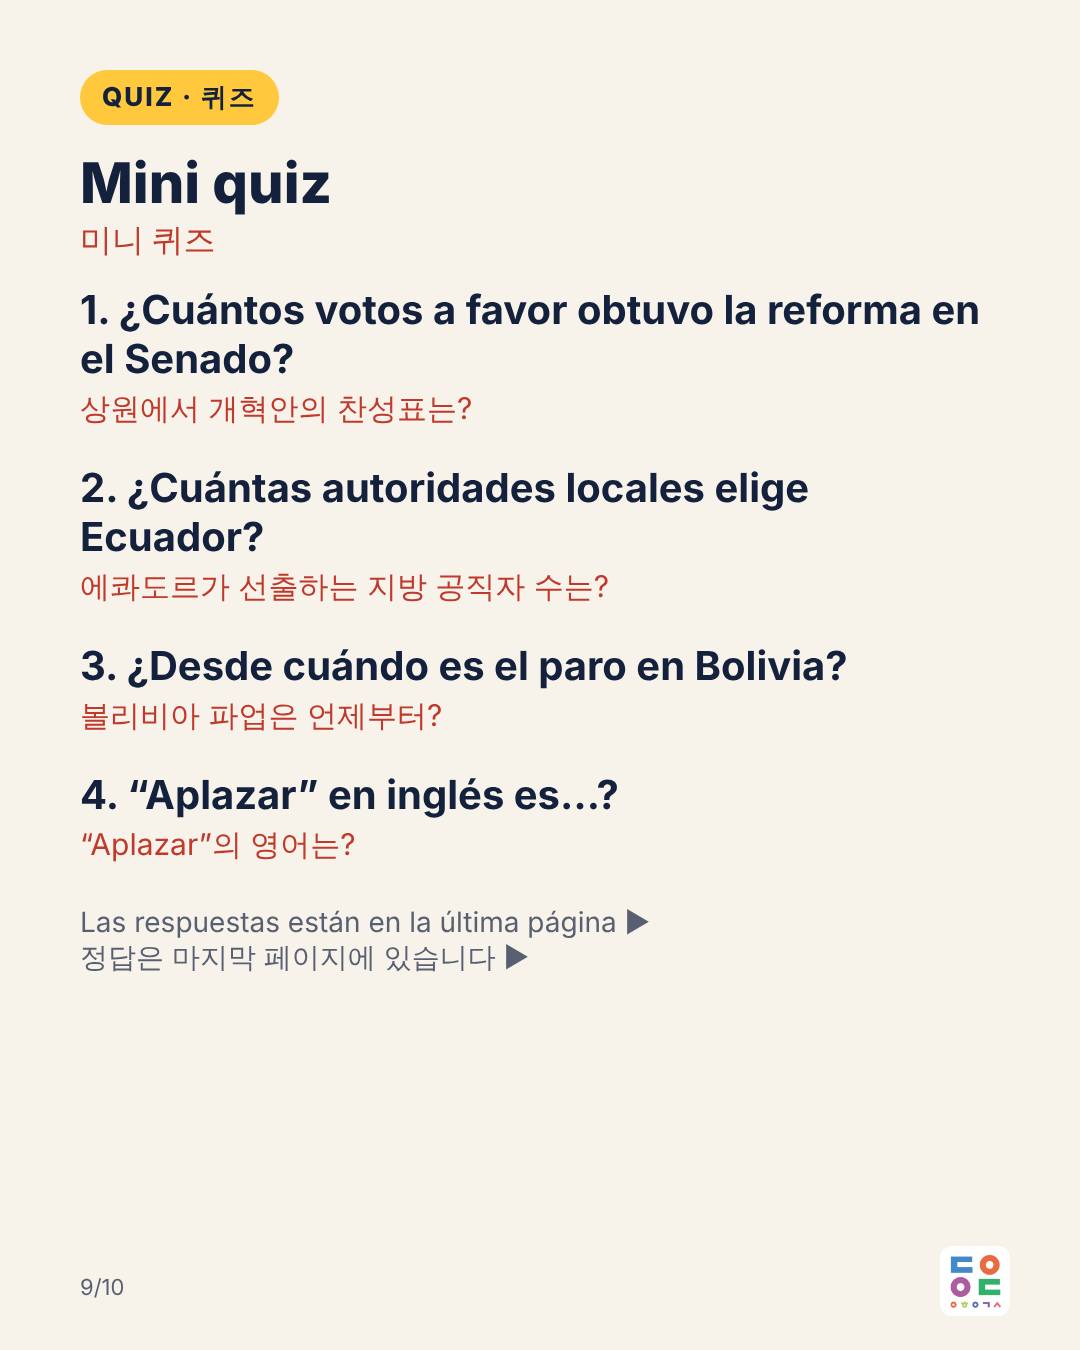 QUIZ · 퀴즈
Mini quiz
미니 퀴즈
1. ¿Cuántos votos a favor obtuvo la reforma en
el Senado?
상원에서 개혁안의 찬성표는?
2. ¿Cuántas autoridades locales elige
Ecuador?
에콰도르가 선출하는 지방 공직자 수는?
3. ¿Desde cuándo es el paro en Bolivia?
볼리비아 파업은 언제부터?
4. “Aplazar” en inglés es...?
“Aplazar”의 영어는?
Las respuestas están en la última página ▶
정답은 마지막 페이지에 있습니다 ▶
9/10